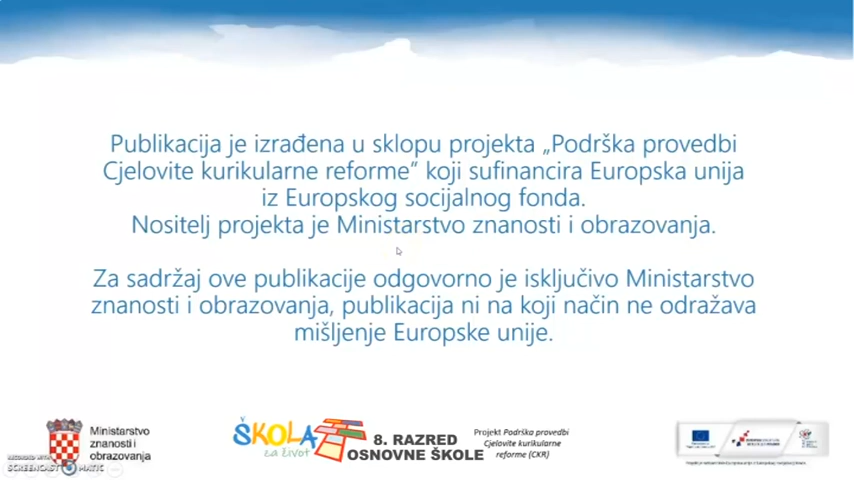 Publikacija je izrađena u sklopu projekta „Podrška provedbi
Cjelovite kurikularne reforme” koji sufinancira Europska unija
iz Europskog socijalnog fonda.
Nositelj projekta je Ministarstvo znanosti i obrazovanja.
Za sadržaj ove publikacije odgovorno je isključivo Ministarstvo
znanosti i obrazovanja, publikacija ni na koji način ne odražava
mišljenje Europske unije.
Ministarstvo
znanosti i
obrazovanja
RECORDED WITH
SCREENCAST MATIC
ŠKOLA
za život
8. RAZRED
OSNOVNE ŠKOLE
Projekt Podrška provedbi
Cjelovite kurikularne
reforme (CKR)